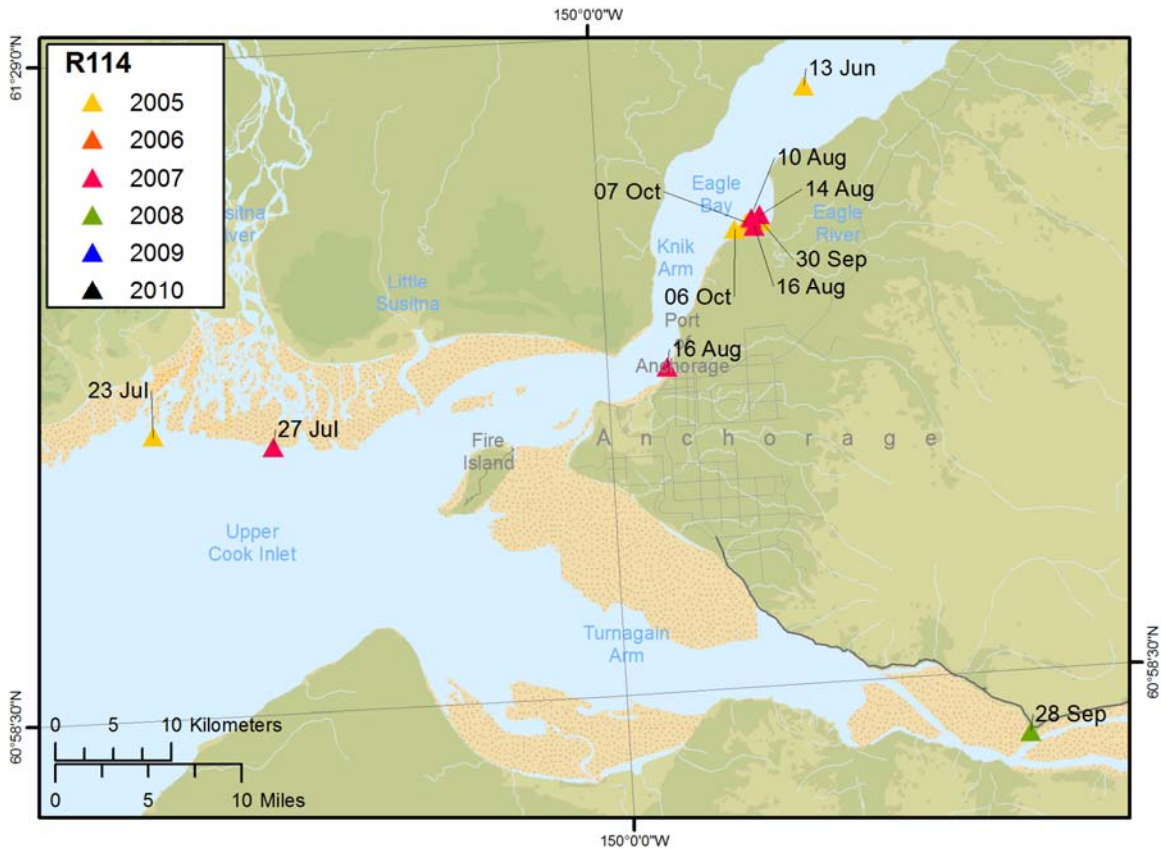 150°0'0"W
61°29'0"N
R114
2005
2006
2007
2008
2009
2010
13 Jun
10 Aug
07 Oct
Eagle
Bay
14 Aug
Eagle
River
Knik
Arm
30 Sep
16 Aug
06 Oct
Port
Anchorage
16 Aug
Little
Susitna
23 Jul
27 Jul
Fire
Island
Anchorage
Upper
Cook Inlet
Turnagain
Arm
60°58'30"N
60°58'30"N
28 Sep
0 5 10 Kilometers
0 5 10 Miles
150°0'0"W